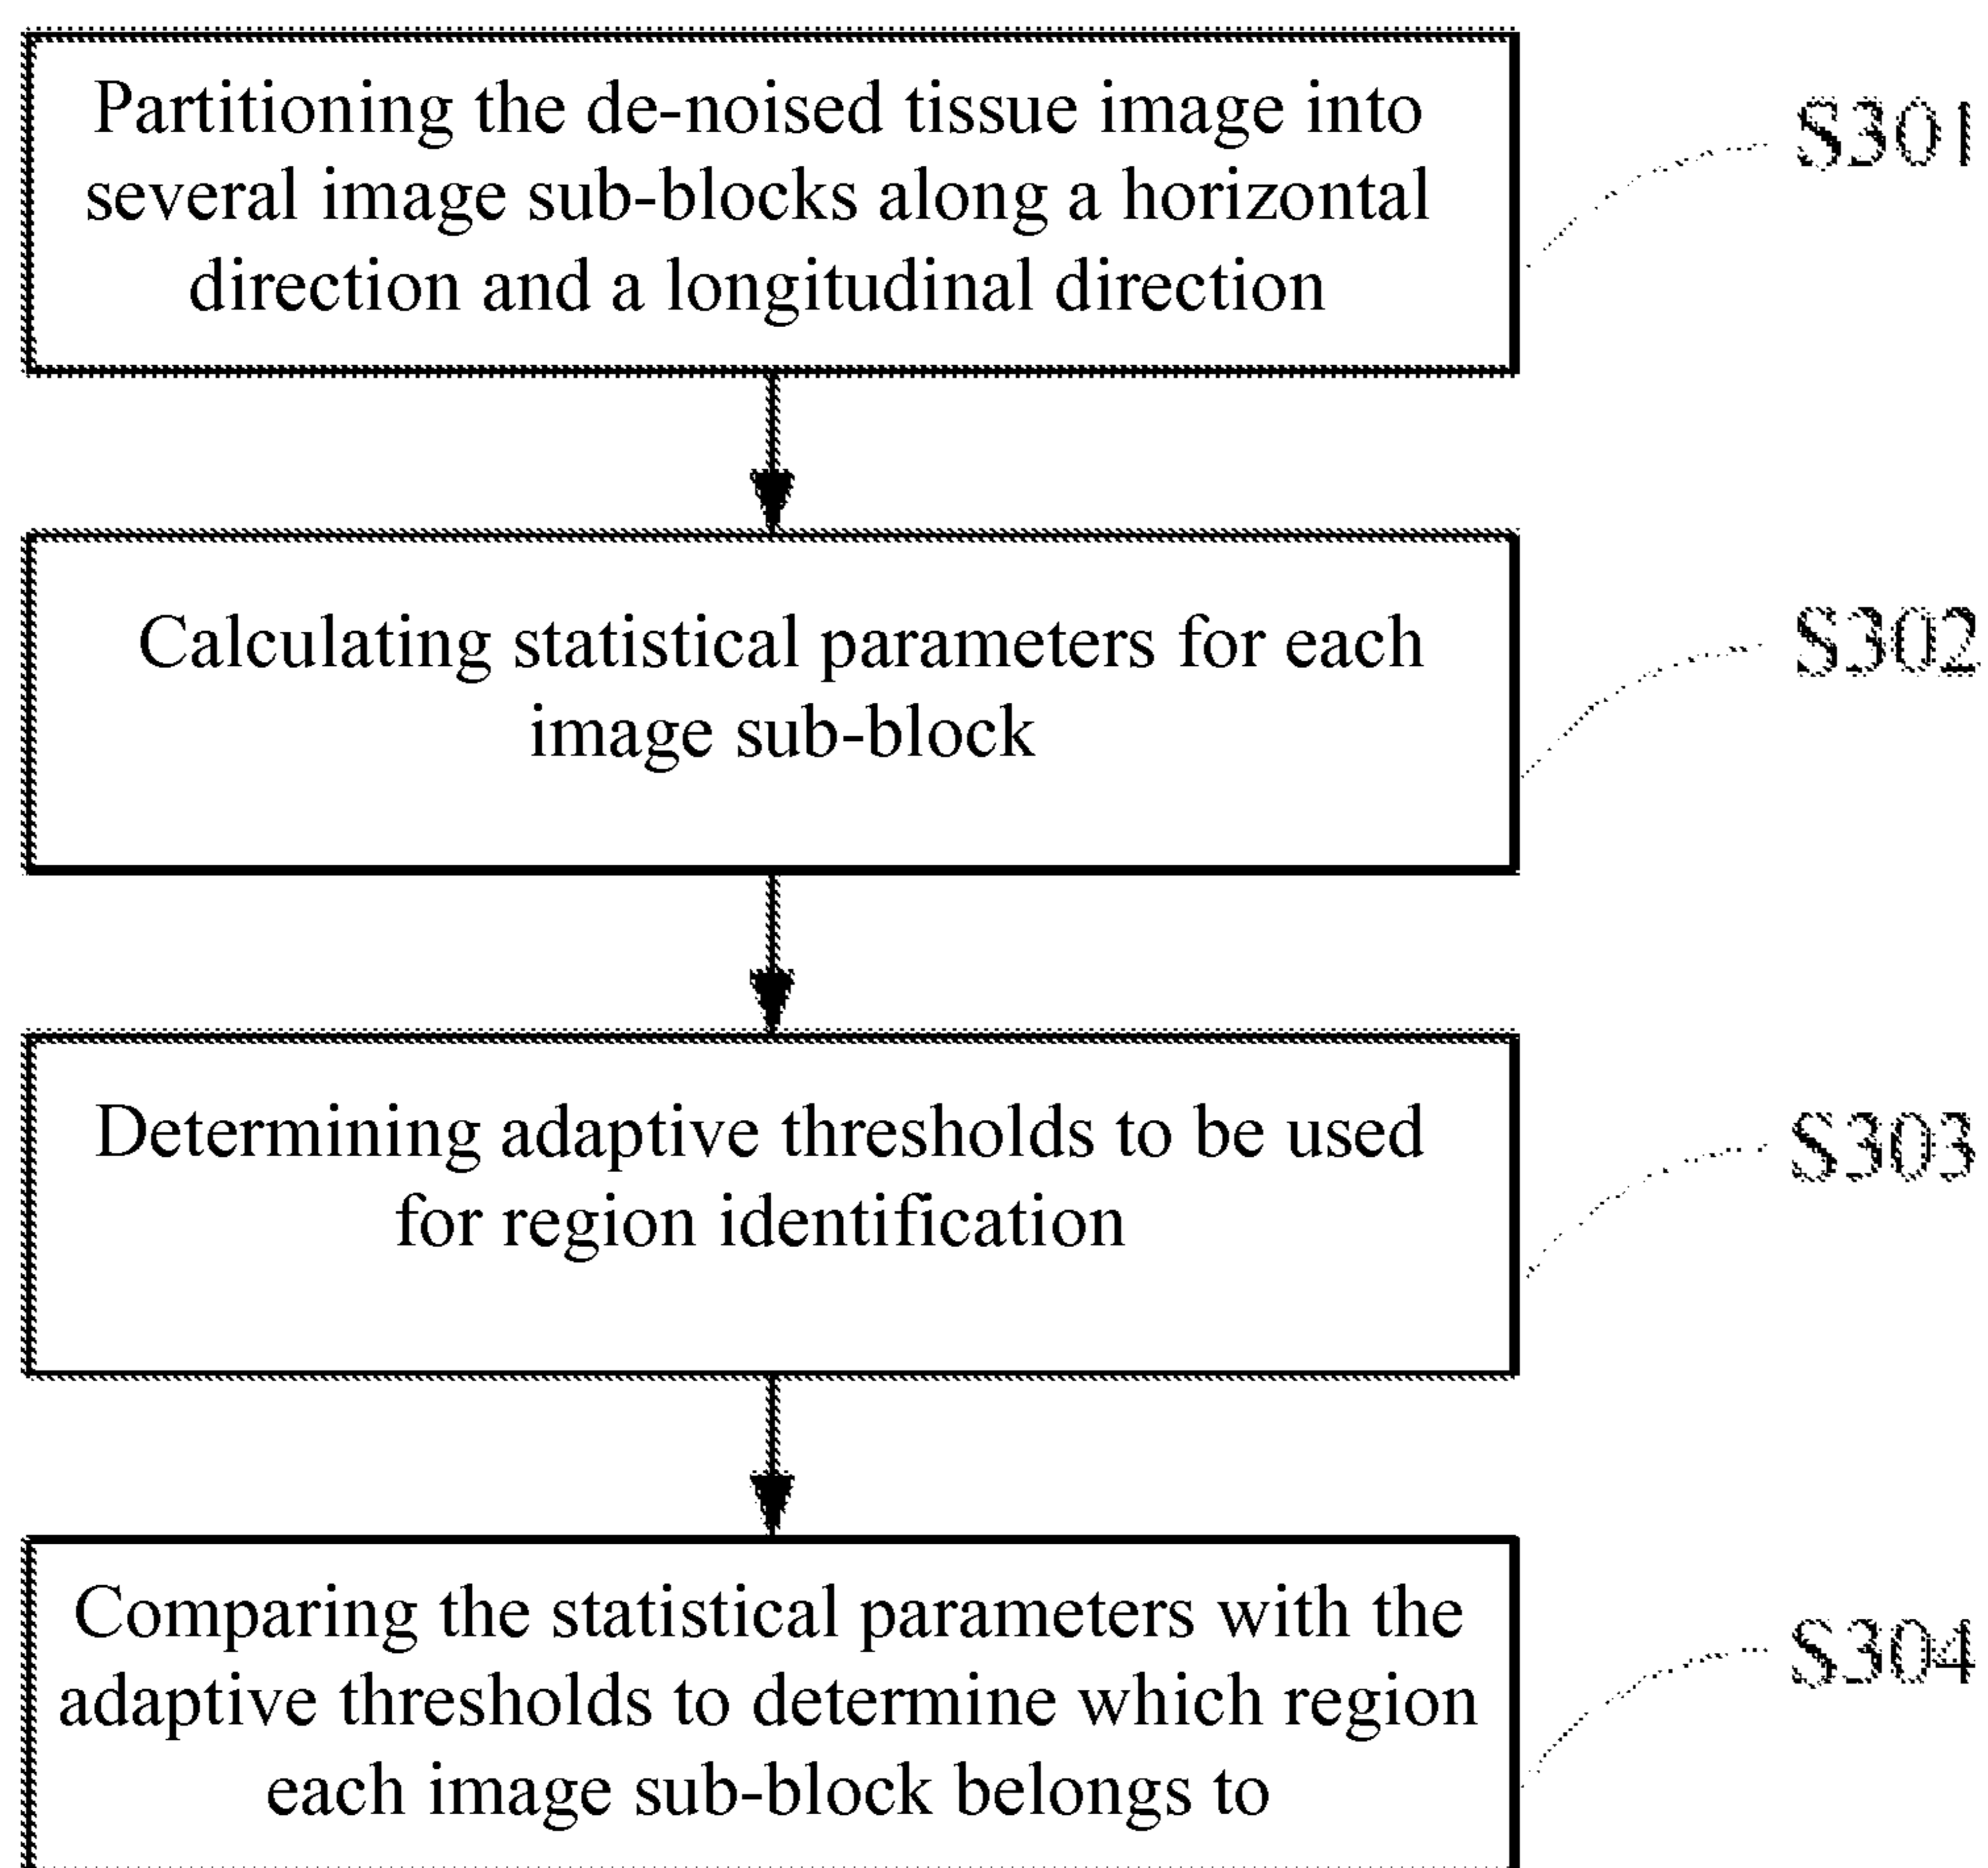 Partitioning the de-noised tissue image into
several image sub-blocks along a horizontal
direction and a longitudinal direction
S301
Calculating statistical parameters for each
image sub-block
S302
Determining adaptive thresholds to be used
for region identification
S303
Comparing the statistical parameters with the
adaptive thresholds to determine which region
each image sub-block belongs to
S304